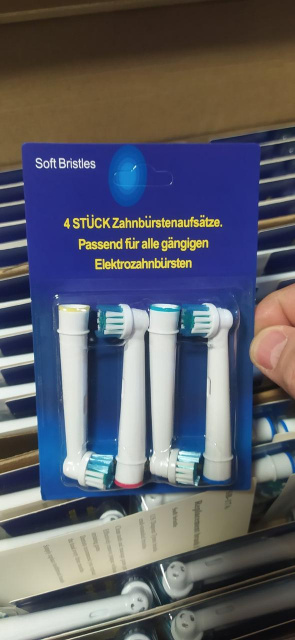 Soft Bristles
4 STÜCK Zahnbürstenaufsätze.
Passend für alle gängigen
Elektrozahnbürsten